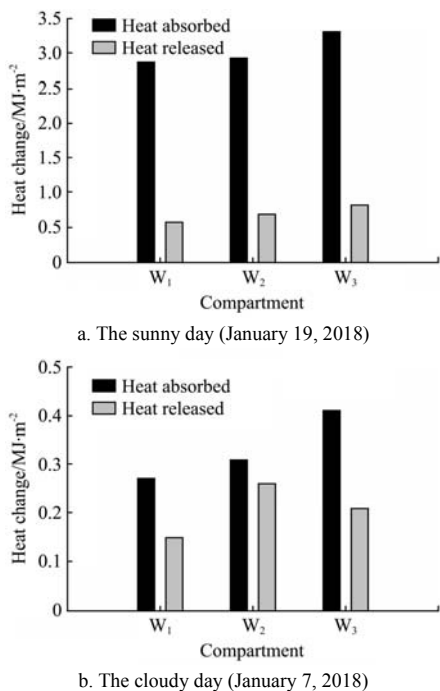 3.5
Heat absorbed
3.0
Heat released
2.5
2.0
1.5
1.0
0.5
0
Heat change/MJ·m⁻²
W₁ W₂ W₃
Compartment
a. The sunny day (January 19, 2018)
0.5
Heat absorbed
Heat released
0.4
0.3
0.2
0.1
0
Heat change/MJ·m⁻²
W₁ W₂ W₃
Compartment
b. The cloudy day (January 7, 2018)